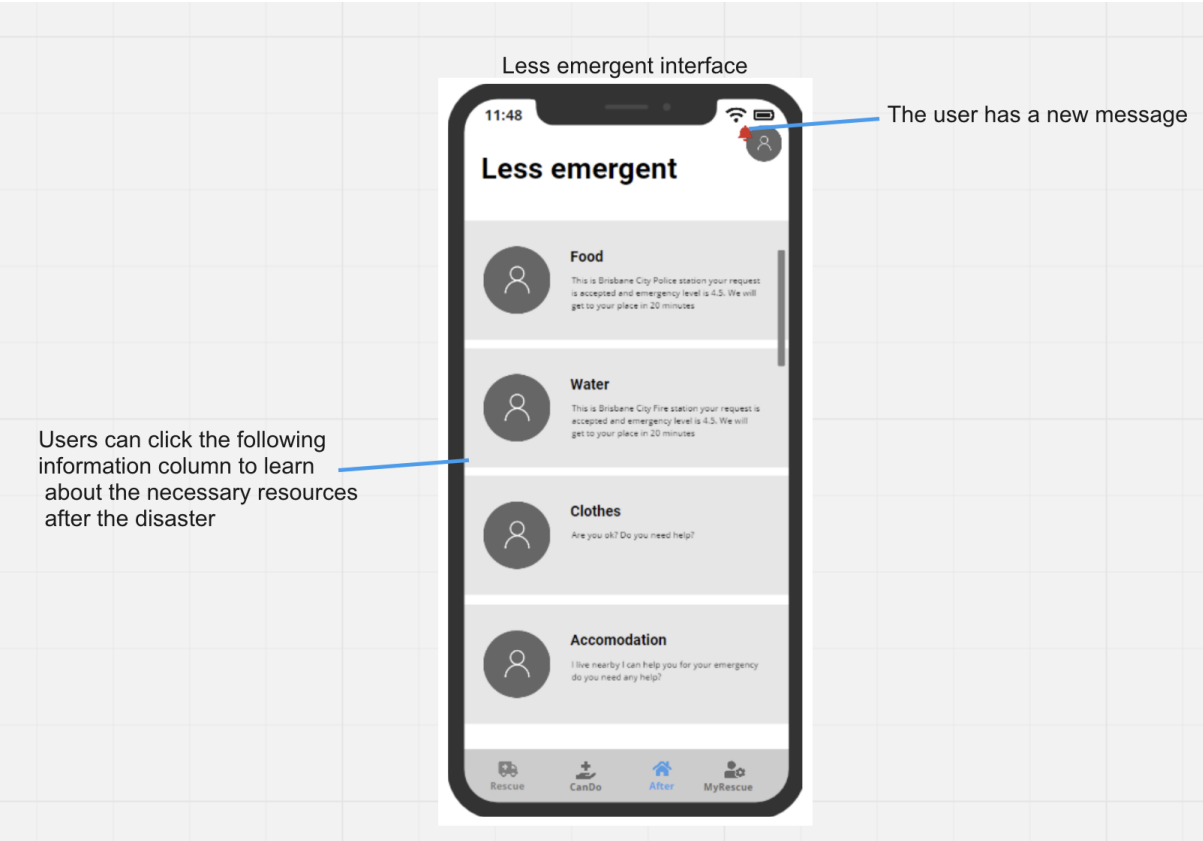 Less emergent interface
11:48
The user has a new message
Less emergent
Food
This is Brisbane City Police station your request
is accepted and emergency level is 4.5. We will
get to your place in 20 minutes
Water
This is Brisbane City Fire station your request is
accepted and emergency level is 4.5. We will
get to your place in 20 minutes
Users can click the following
information column to learn
about the necessary resources
after the disaster
Clothes
Are you ok? Do you need help?
Accomodation
I live nearby I can help you for your emergency
do you need any help?
Rescue
CanDo
After
MyRescue